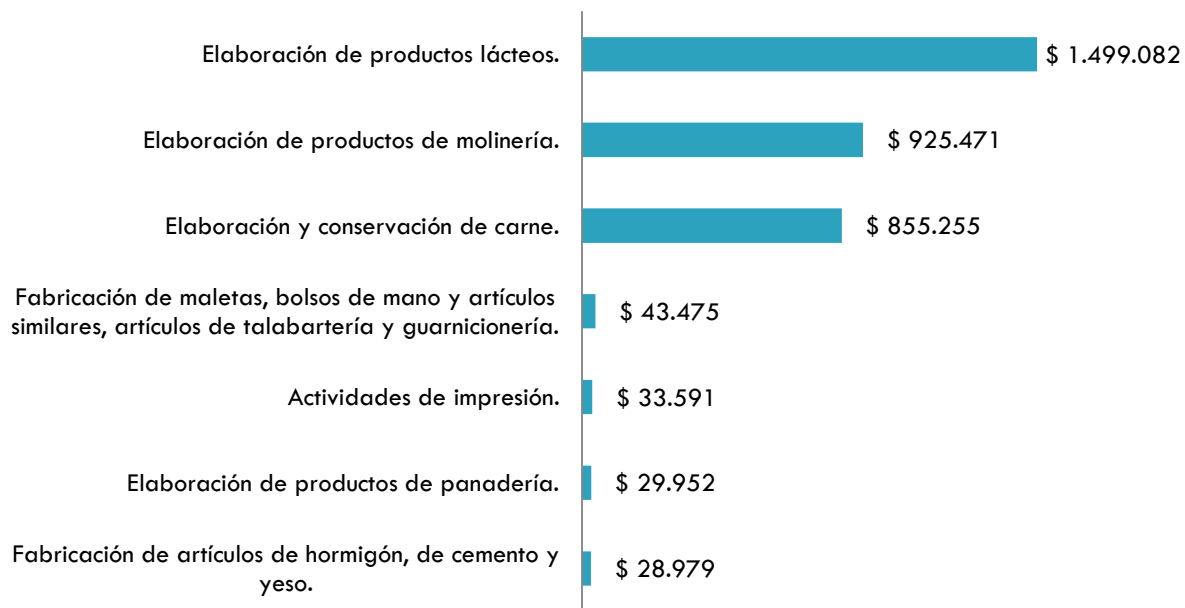 Elaboración de productos lácteos.
$ 1.499.082
Elaboración de productos de molinería.
$ 925.471
Elaboración y conservación de carne.
$ 855.255
Fabricación de maletas, bolsos de mano y artículos
similares, artículos de talabartería y guarnicionería.
$ 43.475
Actividades de impresión.
$ 33.591
Elaboración de productos de panadería.
$ 29.952
Fabricación de artículos de hormigón, de cemento y
yeso.
$ 28.979